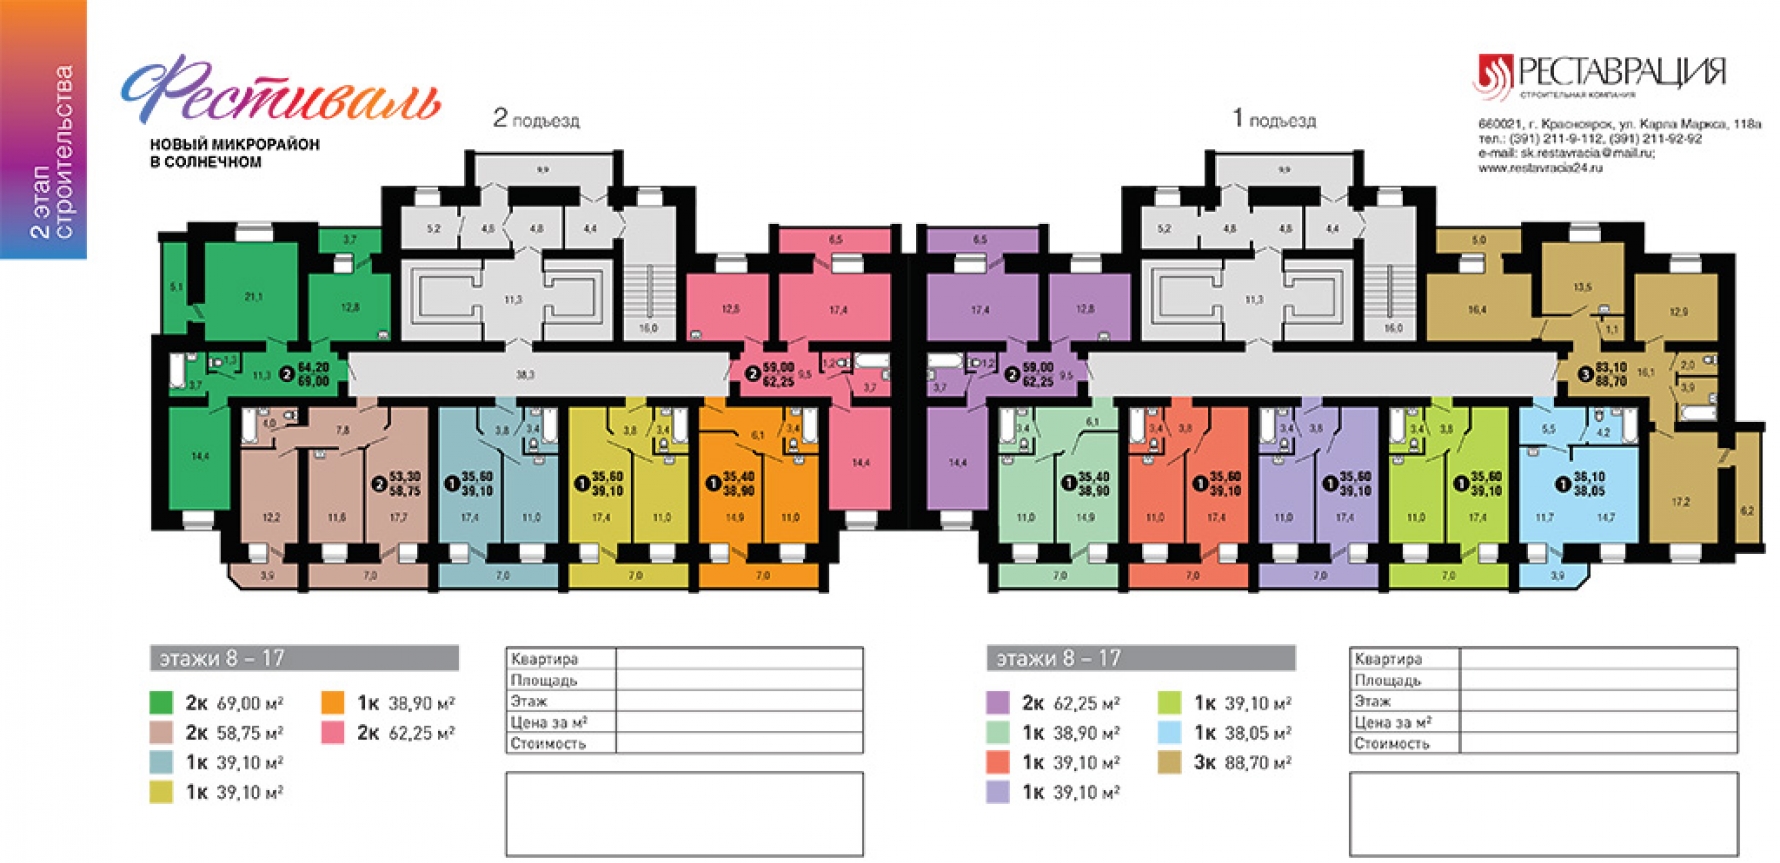 2 этап
строительства
Фестиваль
НОВЫЙ МИКРОРАЙОН
В СОЛНЕЧНОМ
2 подъезд
1 подъезд
РЕСТАВРАЦИЯ
СТРОИТЕЛЬНАЯ КОМПАНИЯ
660021, г. Красноярск, ул. Карла Маркса, 118а
тел.: (391) 211-9-112, (391) 211-92-92
e-mail: sk.restavracia@mail.ru;
www.restavracia24.ru
9,9
5,2 4,8 4,8 4,4
3,7
6,5
5,1
21,1
12,8
11,3
16,0
12,8
17,4
3,7
1,3
11,3
2 64,20
69,00
38,3
2 59,00
62,25
9,5
1,2
3,7
14,4
4,0
7,8
2 53,30
58,75
12,2
11,6
17,7
3,9
7,0
3,8
3,4
1 35,60
39,10
17,4
11,0
7,0
3,8
3,4
1 35,60
39,10
17,4
11,0
7,0
6,1
3,4
1 35,40
38,90
14,9
11,0
7,0
14,4
9,9
5,2 4,8 4,8 4,4
6,5
17,4
12,8
11,3
16,0
5,0
16,4
13,5
1,1
12,9
3,7
1,2
2 59,00
62,25
9,5
3 83,10
88,70
16,1
2,0
3,9
14,4
3,4
6,1
1 35,40
38,90
11,0
14,9
7,0
3,4
3,8
1 35,60
39,10
11,0
17,4
7,0
3,4
3,8
1 35,60
39,10
11,0
17,4
7,0
3,4
3,8
1 35,60
39,10
11,0
17,4
7,0
5,5
4,2
1 36,10
38,05
11,7
14,7
3,9
17,2
6,2
этажи 8 – 17
2к 69,00 м²
2к 58,75 м²
1к 39,10 м²
1к 39,10 м²
1к 38,90 м²
2к 62,25 м²
Квартира
Площадь
Этаж
Цена за м²
Стоимость
этажи 8 – 17
2к 62,25 м²
1к 38,90 м²
1к 39,10 м²
1к 39,10 м²
1к 39,10 м²
1к 38,05 м²
3к 88,70 м²
Квартира
Площадь
Этаж
Цена за м²
Стоимость